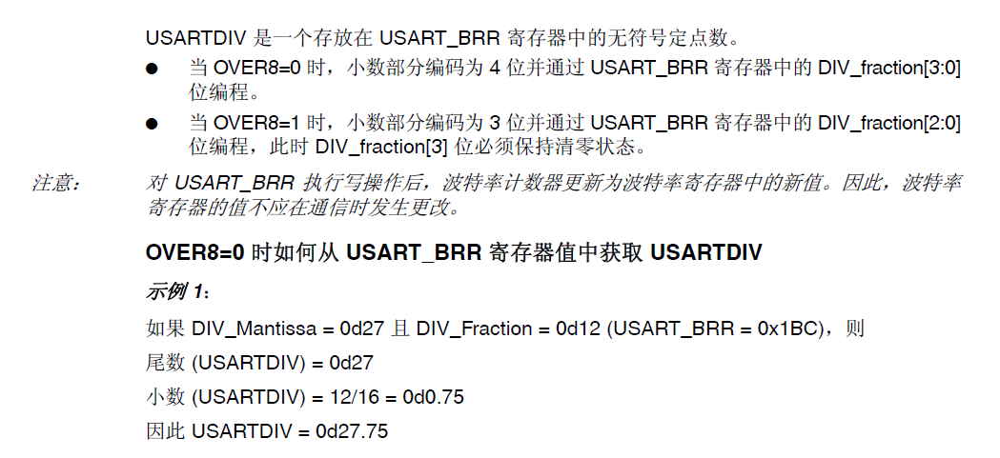 USARTDIV 是一个存放在 USART_BRR 寄存器中的无符号定点数。
● 当 OVER8=0 时，小数部分编码为 4 位并通过 USART_BRR 寄存器中的 DIV_fraction[3:0]
位编程。
● 当 OVER8=1 时，小数部分编码为 3 位并通过 USART_BRR 寄存器中的 DIV_fraction[2:0]
位编程，此时 DIV_fraction[3] 位必须保持清零状态。
注意： 对 USART_BRR 执行写操作后，波特率计数器更新为波特率寄存器中的新值。因此，波特率
寄存器的值不应在通信时发生更改。
OVER8=0 时如何从 USART_BRR 寄存器值中获取 USARTDIV
示例 1：
如果 DIV_Mantissa = 0d27 且 DIV_Fraction = 0d12 (USART_BRR = 0x1BC)，则
尾数 (USARTDIV) = 0d27
小数 (USARTDIV) = 12/16 = 0d0.75
因此 USARTDIV = 0d27.75